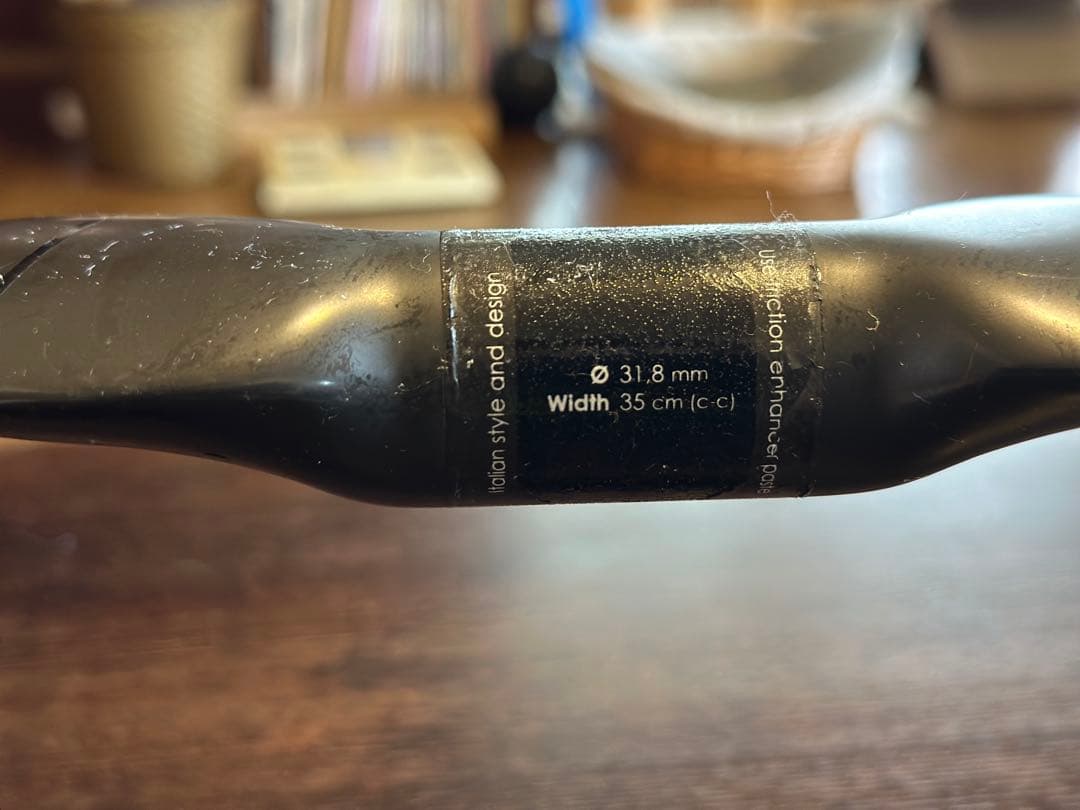 Italian style and design
Ø 31,8 mm
Width 35 cm (c-c)
Use friction enhancer paste